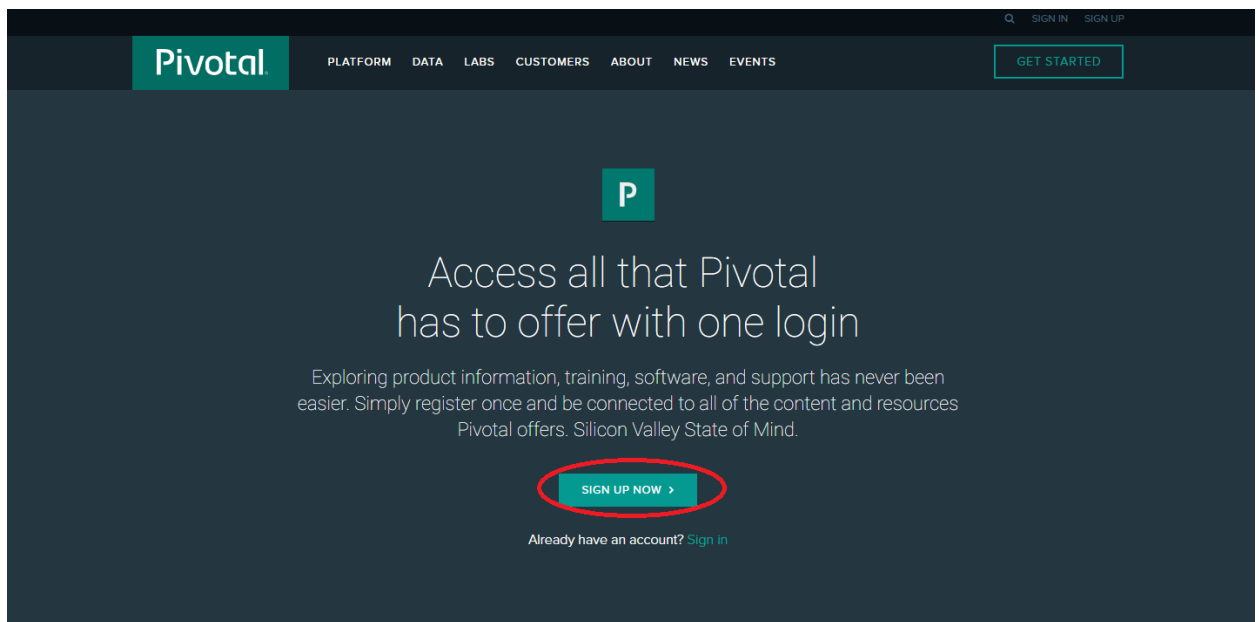 SIGN IN SIGN UP
Pivotal.
PLATFORM DATA LABS CUSTOMERS ABOUT NEWS EVENTS
GET STARTED
P
Access all that Pivotal
has to offer with one login
Exploring product information, training, software, and support has never been
easier. Simply register once and be connected to all of the content and resources
Pivotal offers. Silicon Valley State of Mind.
SIGN UP NOW >
Already have an account? Sign in